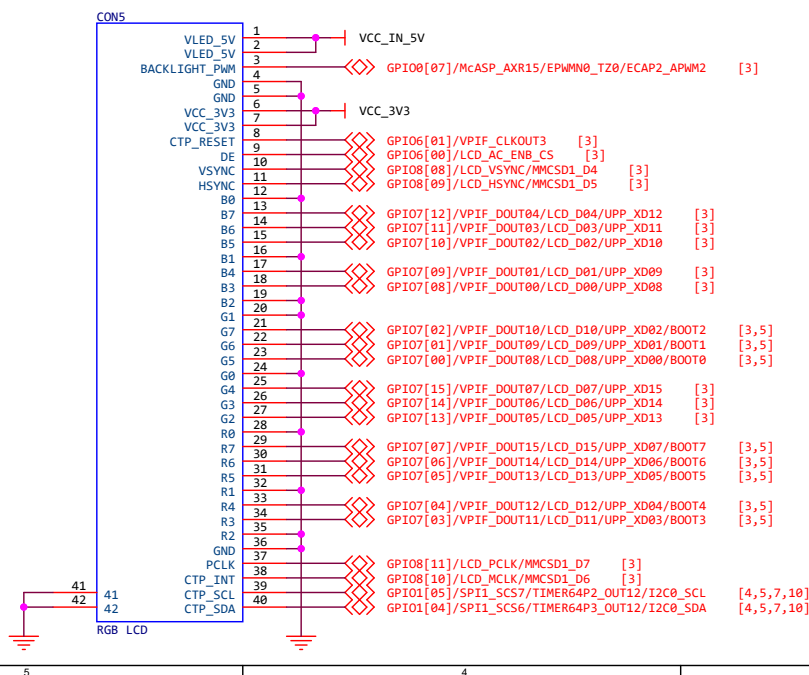 CON5
VLED_5V 1 VCC_IN_5V
VLED_5V 2
BACKLIGHT_PWM 3 GPIO0[07]/McASP_AXR15/EPWMN0_TZ0/ECAP2_APWM2 [3]
GND 4
GND 5
VCC_3V3 6 VCC_3V3
VCC_3V3 7
CTP_RESET 8 GPIO6[01]/VPIF_CLKOUT3 [3]
DE 9 GPIO6[00]/LCD_AC_ENB_CS [3]
VSYNC 10 GPIO8[08]/LCD_VSYNC/MMCSD1_D4 [3]
HSYNC 11 GPIO8[09]/LCD_HSYNC/MMCSD1_D5 [3]
B0 12
B7 13 GPIO7[12]/VPIF_DOUT04/LCD_D04/UPP_XD12 [3]
B6 14 GPIO7[11]/VPIF_DOUT03/LCD_D03/UPP_XD11 [3]
B5 15 GPIO7[10]/VPIF_DOUT02/LCD_D02/UPP_XD10 [3]
B1 16
B4 17 GPIO7[09]/VPIF_DOUT01/LCD_D01/UPP_XD09 [3]
B3 18 GPIO7[08]/VPIF_DOUT00/LCD_D00/UPP_XD08 [3]
B2 19
G1 20
G7 21 GPIO7[02]/VPIF_DOUT10/LCD_D10/UPP_XD02/BOOT2 [3,5]
G6 22 GPIO7[01]/VPIF_DOUT09/LCD_D09/UPP_XD01/BOOT1 [3,5]
G5 23 GPIO7[00]/VPIF_DOUT08/LCD_D08/UPP_XD00/BOOT0 [3,5]
G0 24
G4 25 GPIO7[15]/VPIF_DOUT07/LCD_D07/UPP_XD15 [3]
G3 26 GPIO7[14]/VPIF_DOUT06/LCD_D06/UPP_XD14 [3]
G2 27 GPIO7[13]/VPIF_DOUT05/LCD_D05/UPP_XD13 [3]
R0 28
R7 29 GPIO7[07]/VPIF_DOUT15/LCD_D15/UPP_XD07/BOOT7 [3,5]
R6 30 GPIO7[06]/VPIF_DOUT14/LCD_D14/UPP_XD06/BOOT6 [3,5]
R5 31 GPIO7[05]/VPIF_DOUT13/LCD_D13/UPP_XD05/BOOT5 [3,5]
R1 32
R4 33 GPIO7[04]/VPIF_DOUT12/LCD_D12/UPP_XD04/BOOT4 [3,5]
R3 34 GPIO7[03]/VPIF_DOUT11/LCD_D11/UPP_XD03/BOOT3 [3,5]
R2 35
GND 36
PCLK 37 GPIO8[11]/LCD_PCLK/MMCSD1_D7 [3]
CTP_INT 38 GPIO8[10]/LCD_MCLK/MMCSD1_D6 [3]
41 41 CTP_SCL 39 GPIO1[05]/SPI1_SCS7/TIMER64P2_OUT12/I2C0_SCL [4,5,7,10]
42 42 CTP_SDA 40 GPIO1[04]/SPI1_SCS6/TIMER64P3_OUT12/I2C0_SDA [4,5,7,10]
RGB LCD
5 4